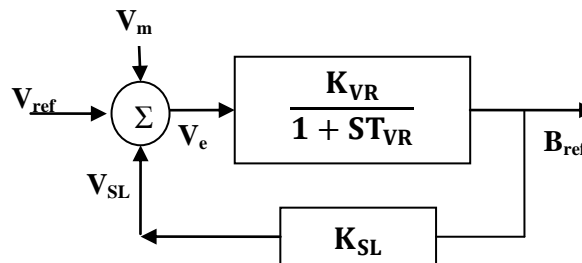 V_m
V_ref
Σ
V_e
K_VR
1 + ST_VR
B_ref
V_SL
K_SL